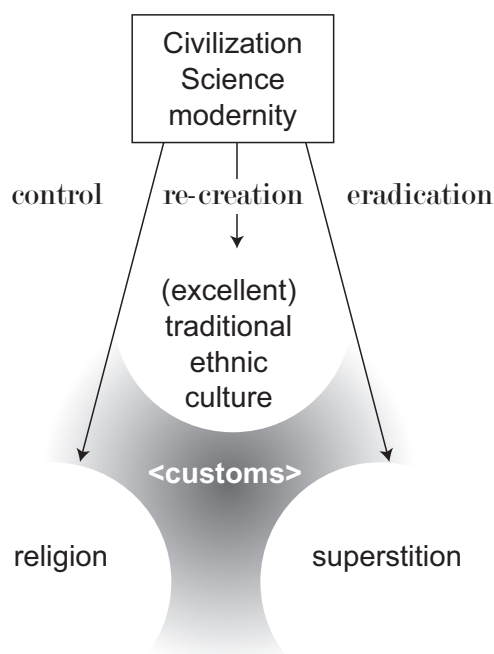 Civilization
Science
modernity
control re-creation eradication
(excellent)
traditional
ethnic
culture
<customs>
religion superstition